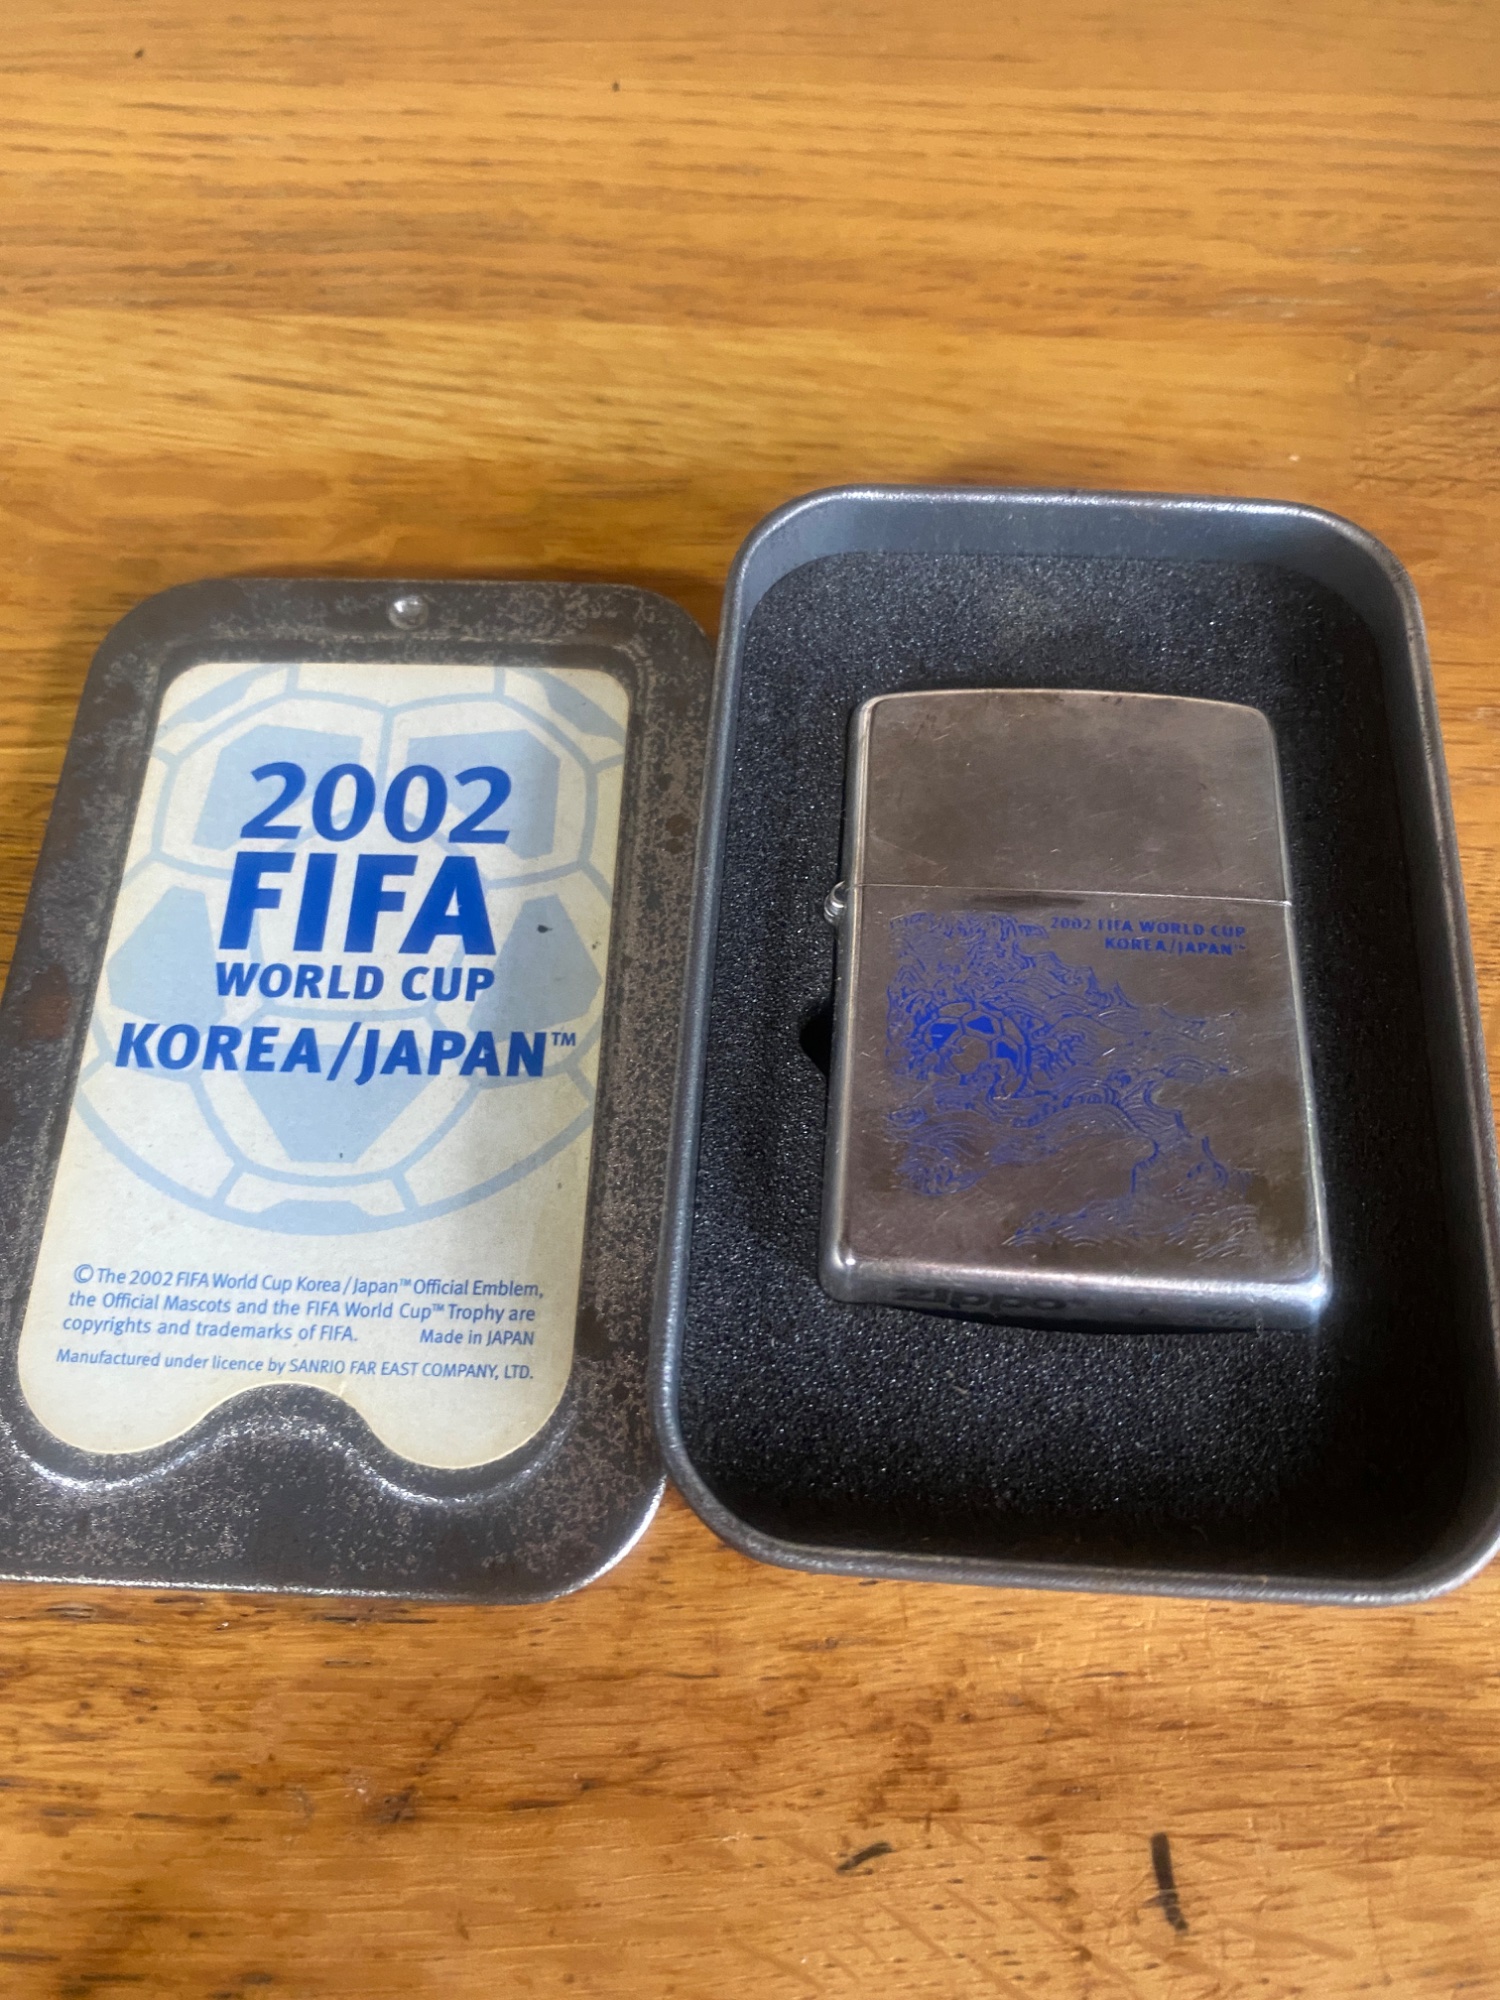 2002
FIFA
WORLD CUP
KOREA/JAPAN™
© The 2002 FIFA World Cup Korea/Japan™ Official Emblem,
the Official Mascots and the FIFA World Cup™ Trophy are
copyrights and trademarks of FIFA. Made in JAPAN
Manufactured under licence by SANRIO FAR EAST COMPANY, LTD.
2002 FIFA WORLD CUP
KOREA/JAPAN™
Zippo